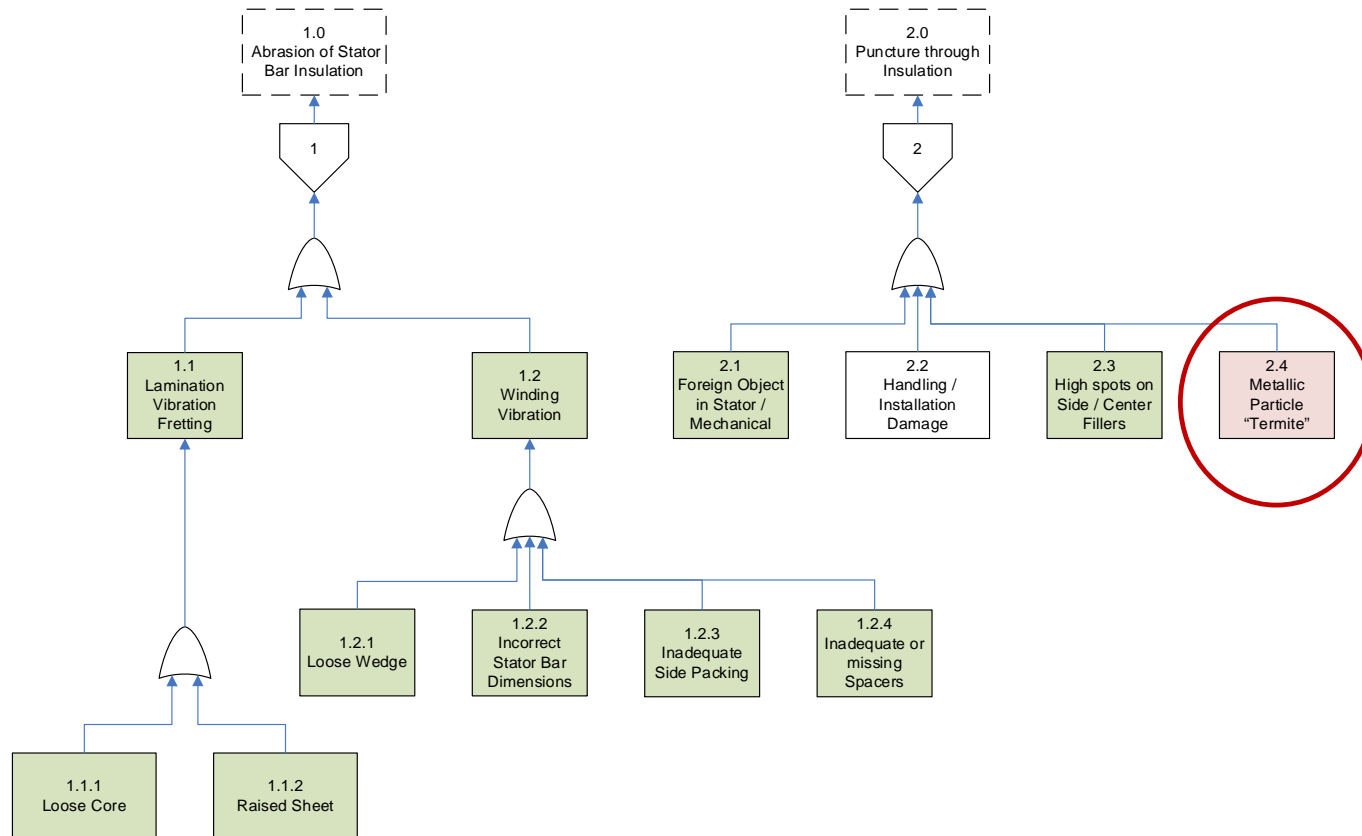 1.0
Abrasion of Stator
Bar Insulation
2.0
Puncture through
Insulation
1
2
1.1
Lamination
Vibration
Fretting
1.2
Winding
Vibration
2.1
Foreign Object
in Stator /
Mechanical
2.2
Handling /
Installation
Damage
2.3
High spots on
Side / Center
Fillers
2.4
Metallic
Particle
“Termite”
1.2.1
Loose Wedge
1.2.2
Incorrect
Stator Bar
Dimensions
1.2.3
Inadequate
Side Packing
1.2.4
Inadequate or
missing
Spacers
1.1.1
Loose Core
1.1.2
Raised Sheet